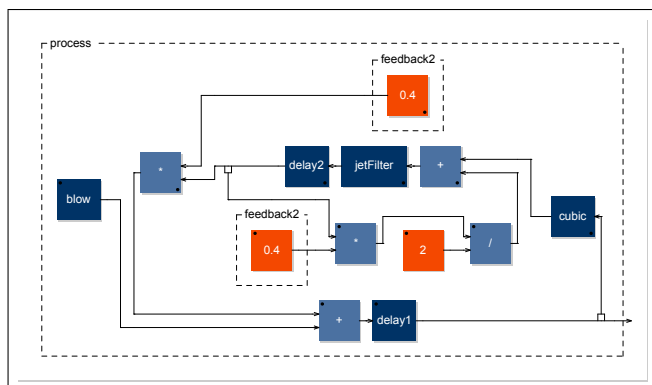 process
feedback2
0.4
*
delay2
jetFilter
+
blow
cubic
feedback2
0.4
*
2
/
+
delay1